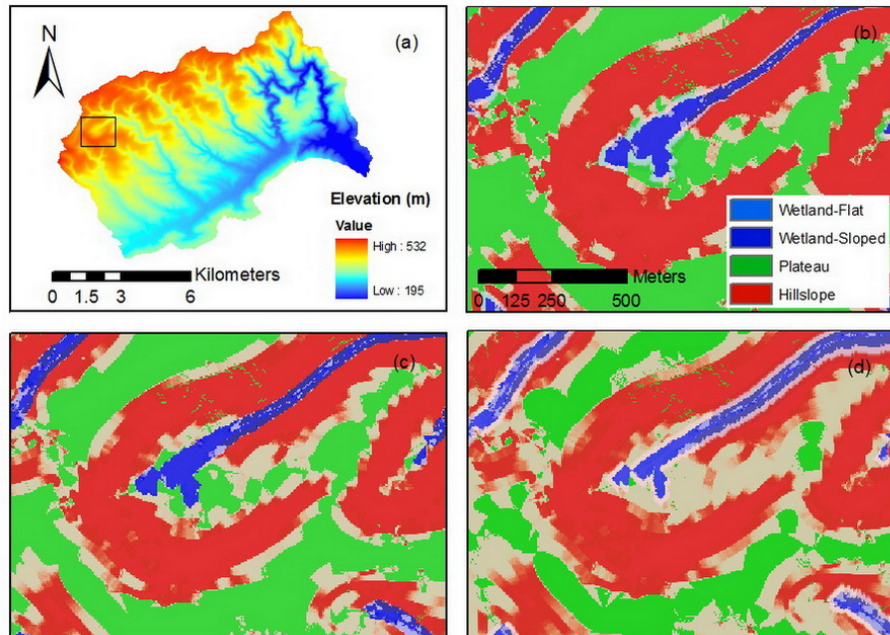 N
(a)
Elevation (m)
Value
High : 532
Low : 195
Kilometers
0 1.5 3 6
(b)
Wetland-Flat
Wetland-Sloped
Plateau
Hillslope
Meters
0 125 250 500
(c)
(d)